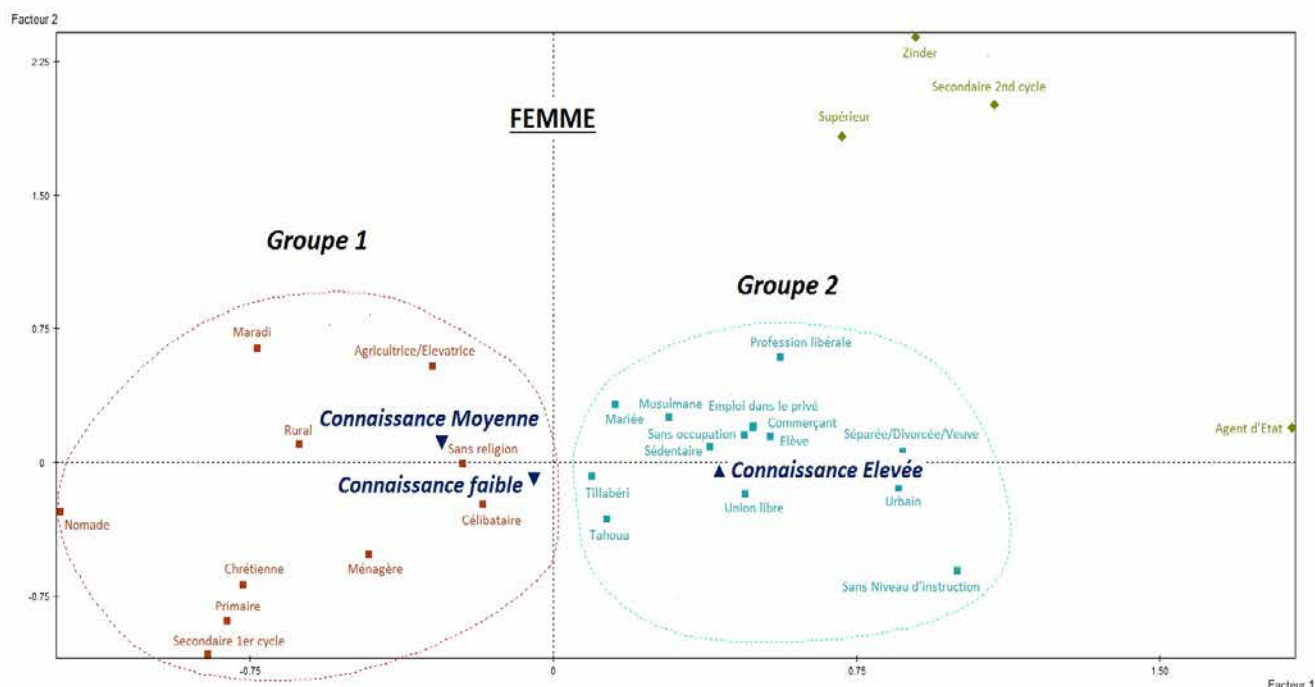 Facteur 2
Zinder
2.25
Secondaire 2nd cycle
FEMME
Supérieur
1.50
Groupe 1
Groupe 2
0.75
Maradi
Agricultrice/Elevatrice
Profession libérale
Musulmane
Mariée
Emploi dans le privé
Connaissance Moyenne
Commerçant
Rural
Sans occupation
Elève
Séparée/Divorcée/Veuve
Agent d'Etat
Sans religion
Sédentaire
0
Connaissance Elevée
Connaissance faible
Tillabéri
Union libre
Urbain
Nomade
Célibataire
Tahoua
Chrétienne
Ménagère
Sans Niveau d'instruction
-0.75
Primaire
Secondaire 1er cycle
-0.75
0
0.75
1.50
Facteur 1